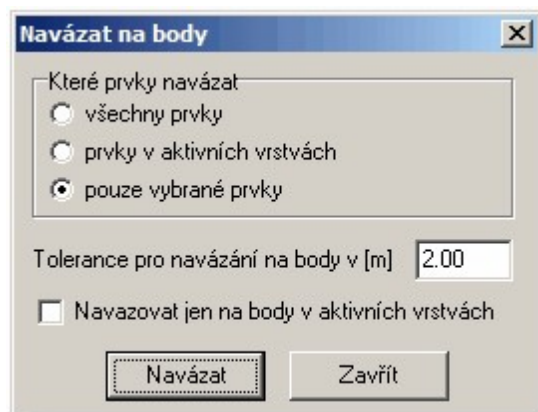 Navázat na body
Které prvky navázat
všechny prvky
prvky v aktivních vrstvách
pouze vybrané prvky
Tolerance pro navázání na body v [m] 2.00
Navazovat jen na body v aktivních vrstvách
Navázat Zavřít